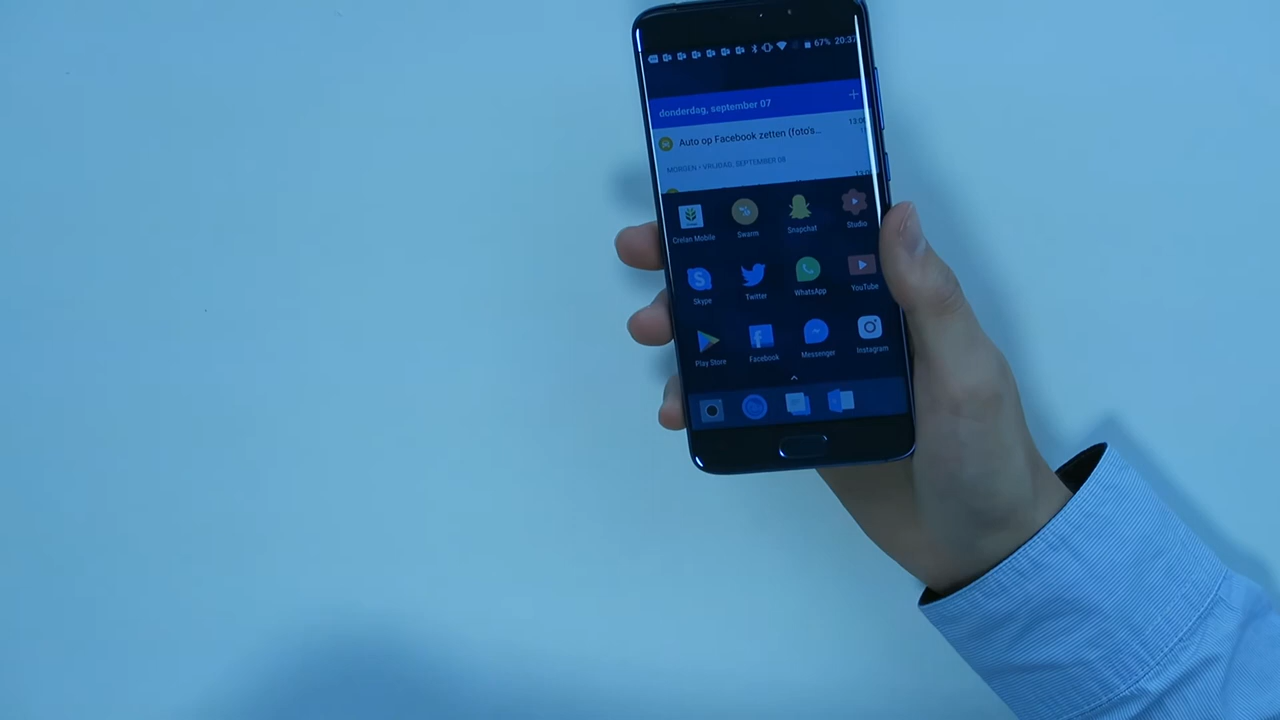 67% 20:37
donderdag, september 07
Auto op Facebook zetten (foto's...
13:00
MORGEN • VRIJDAG, SEPTEMBER 08
Crelan Mobile Swarm Snapchat Studio
Skype Twitter WhatsApp YouTube
Play Store Facebook Messenger Instagram